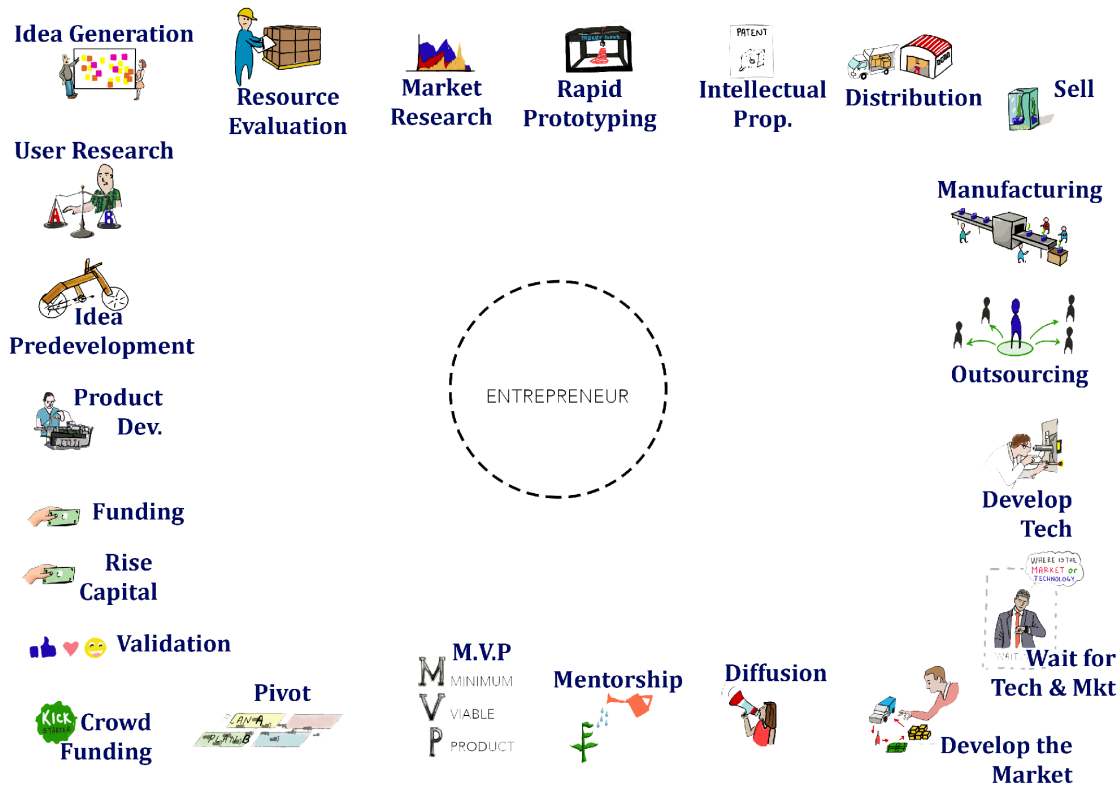 Idea Generation
Resource
Evaluation
Market
Research
Rapid
Prototyping
PATENT
Intellectual
Prop.
Distribution
Sell
User Research
A
B
Manufacturing
Idea
Predevelopment
ENTREPRENEUR
Outsourcing
Product
Dev.
Develop
Tech
Funding
Rise
Capital
WHERE IS THE
MARKET or
TECHNOLOGY
WAIT
Wait for
Tech & Mkt
Validation
M.V.P
M MINIMUM
V VIABLE
P PRODUCT
Mentorship
Diffusion
Pivot
LAN A
PLAN B
KICK
STARTER
Crowd
Funding
Develop the
Market